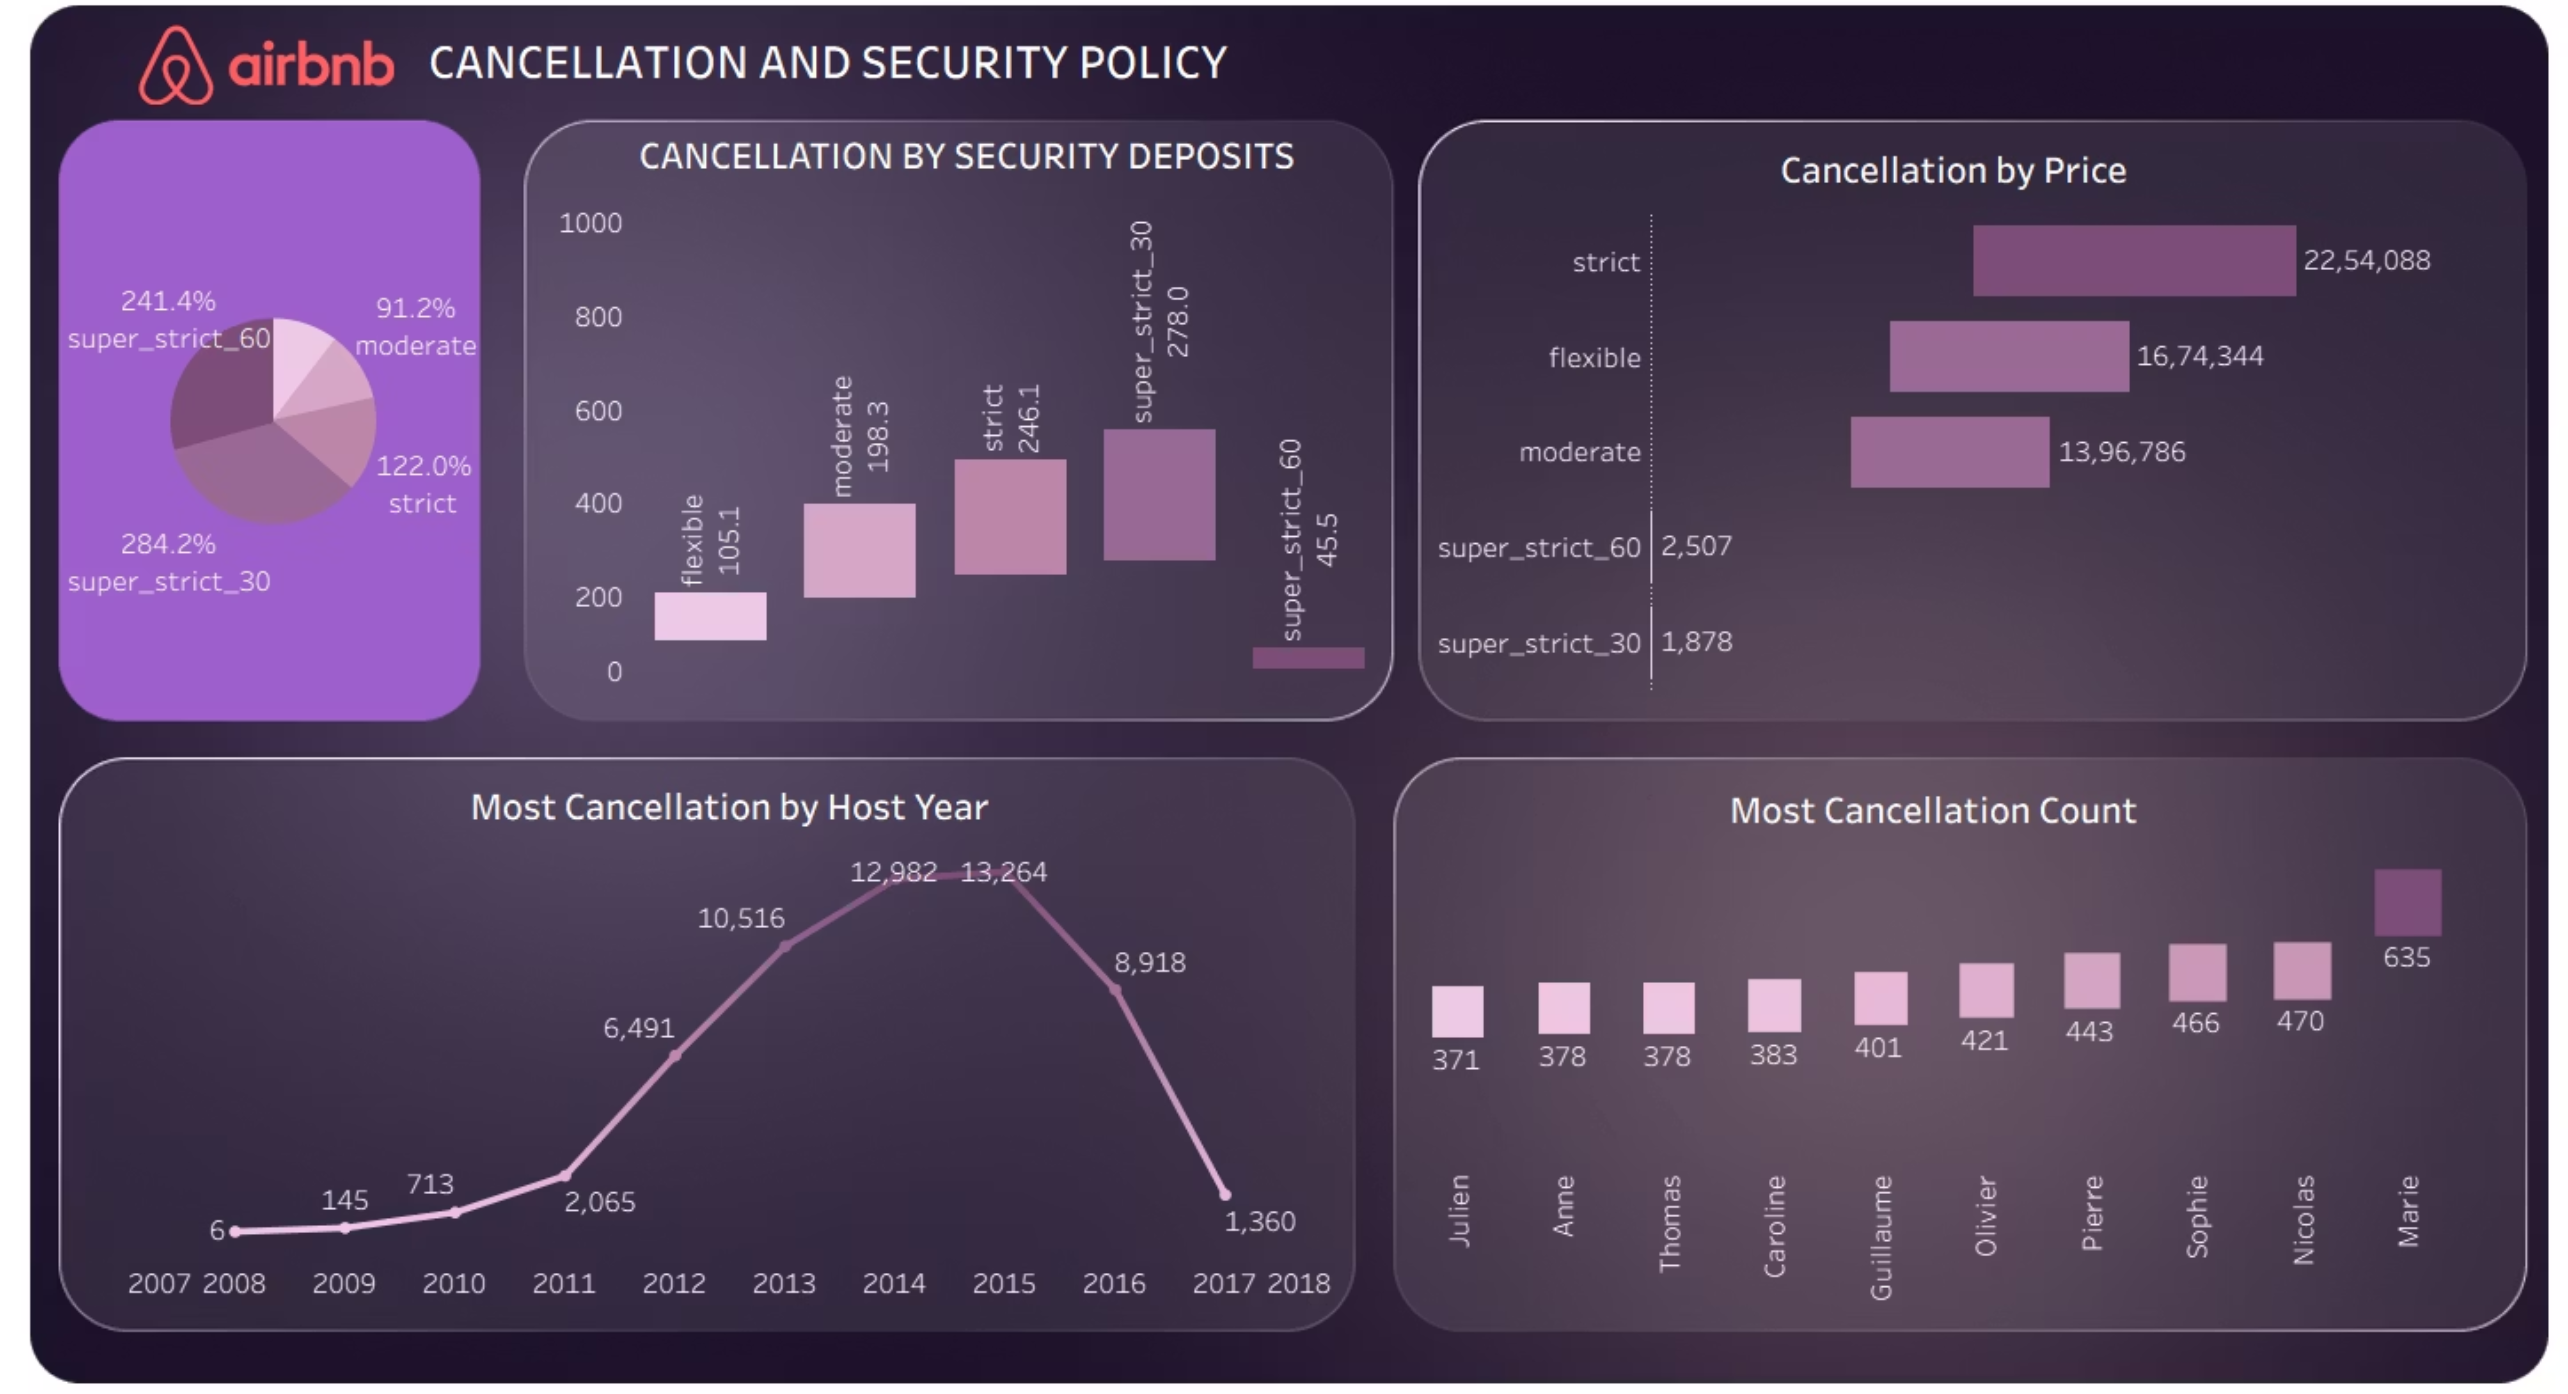 airbnb CANCELLATION AND SECURITY POLICY
241.4%
super_strict_60
91.2%
moderate
122.0%
strict
284.2%
super_strict_30
CANCELLATION BY SECURITY DEPOSITS
1000
800
600
400
200
0
flexible
105.1
moderate
198.3
strict
246.1
super_strict_30
278.0
super_strict_60
45.5
Cancellation by Price
strict 22,54,088
flexible 16,74,344
moderate 13,96,786
super_strict_60 2,507
super_strict_30 1,878
Most Cancellation by Host Year
6
145
713
2,065
6,491
10,516
12,982
13,264
8,918
1,360
2007 2008 2009 2010 2011 2012 2013 2014 2015 2016 2017 2018
Most Cancellation Count
371 378 378 383 401 421 443 466 470 635
Julien
Anne
Thomas
Caroline
Guillaume
Olivier
Pierre
Sophie
Nicolas
Marie